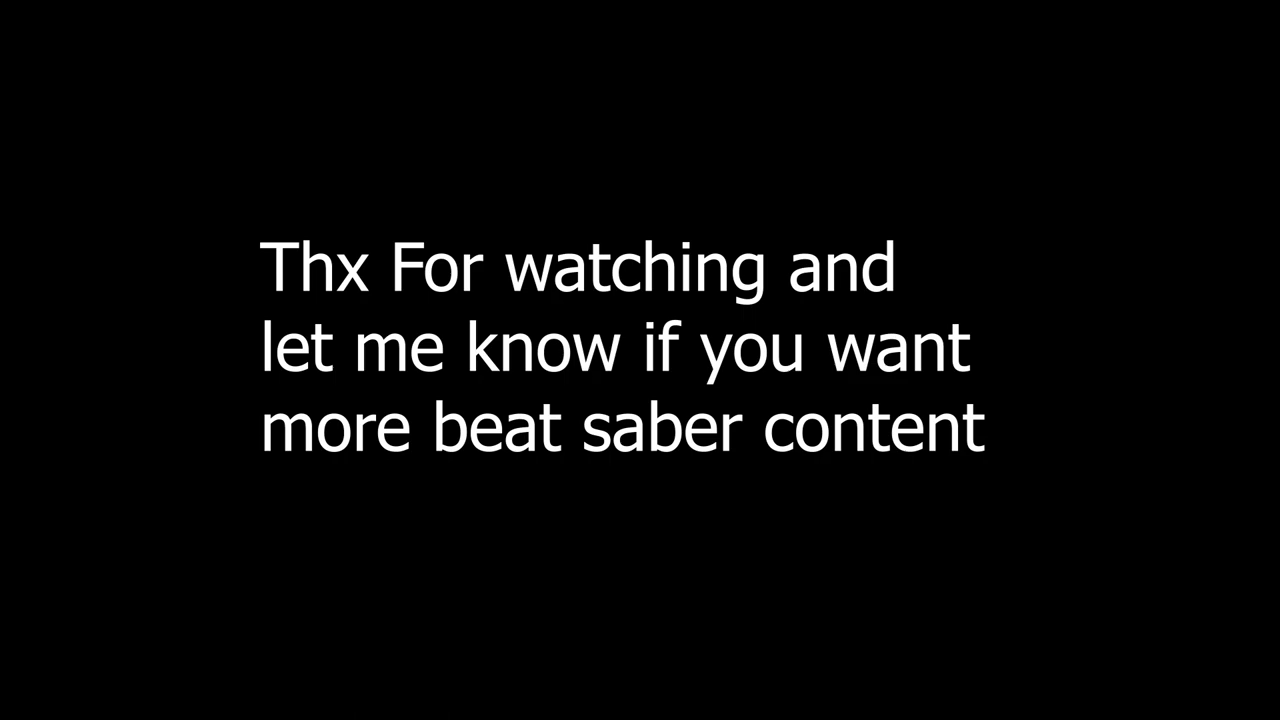 Thx For watching and
let me know if you want
more beat saber content